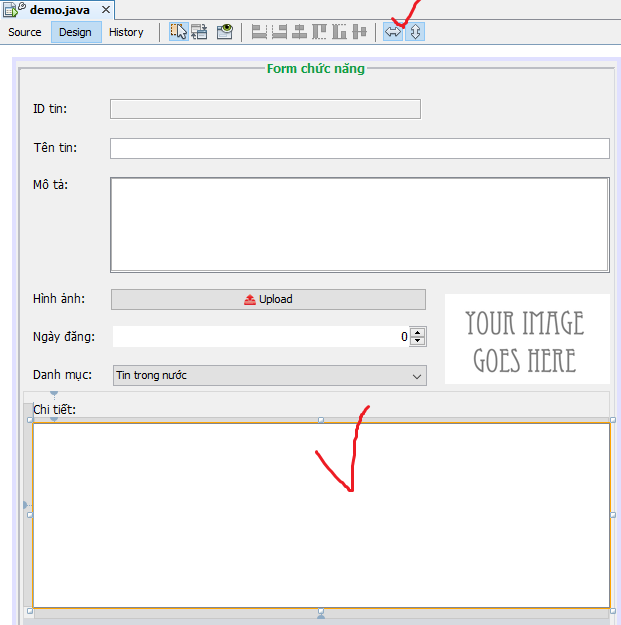 demo.java
Source Design History
Form chức năng
ID tin:
Tên tin:
Mô tả:
Hình ảnh: Upload
YOUR IMAGE
GOES HERE
Ngày đăng: 0
Danh mục: Tin trong nước
Chi tiết: